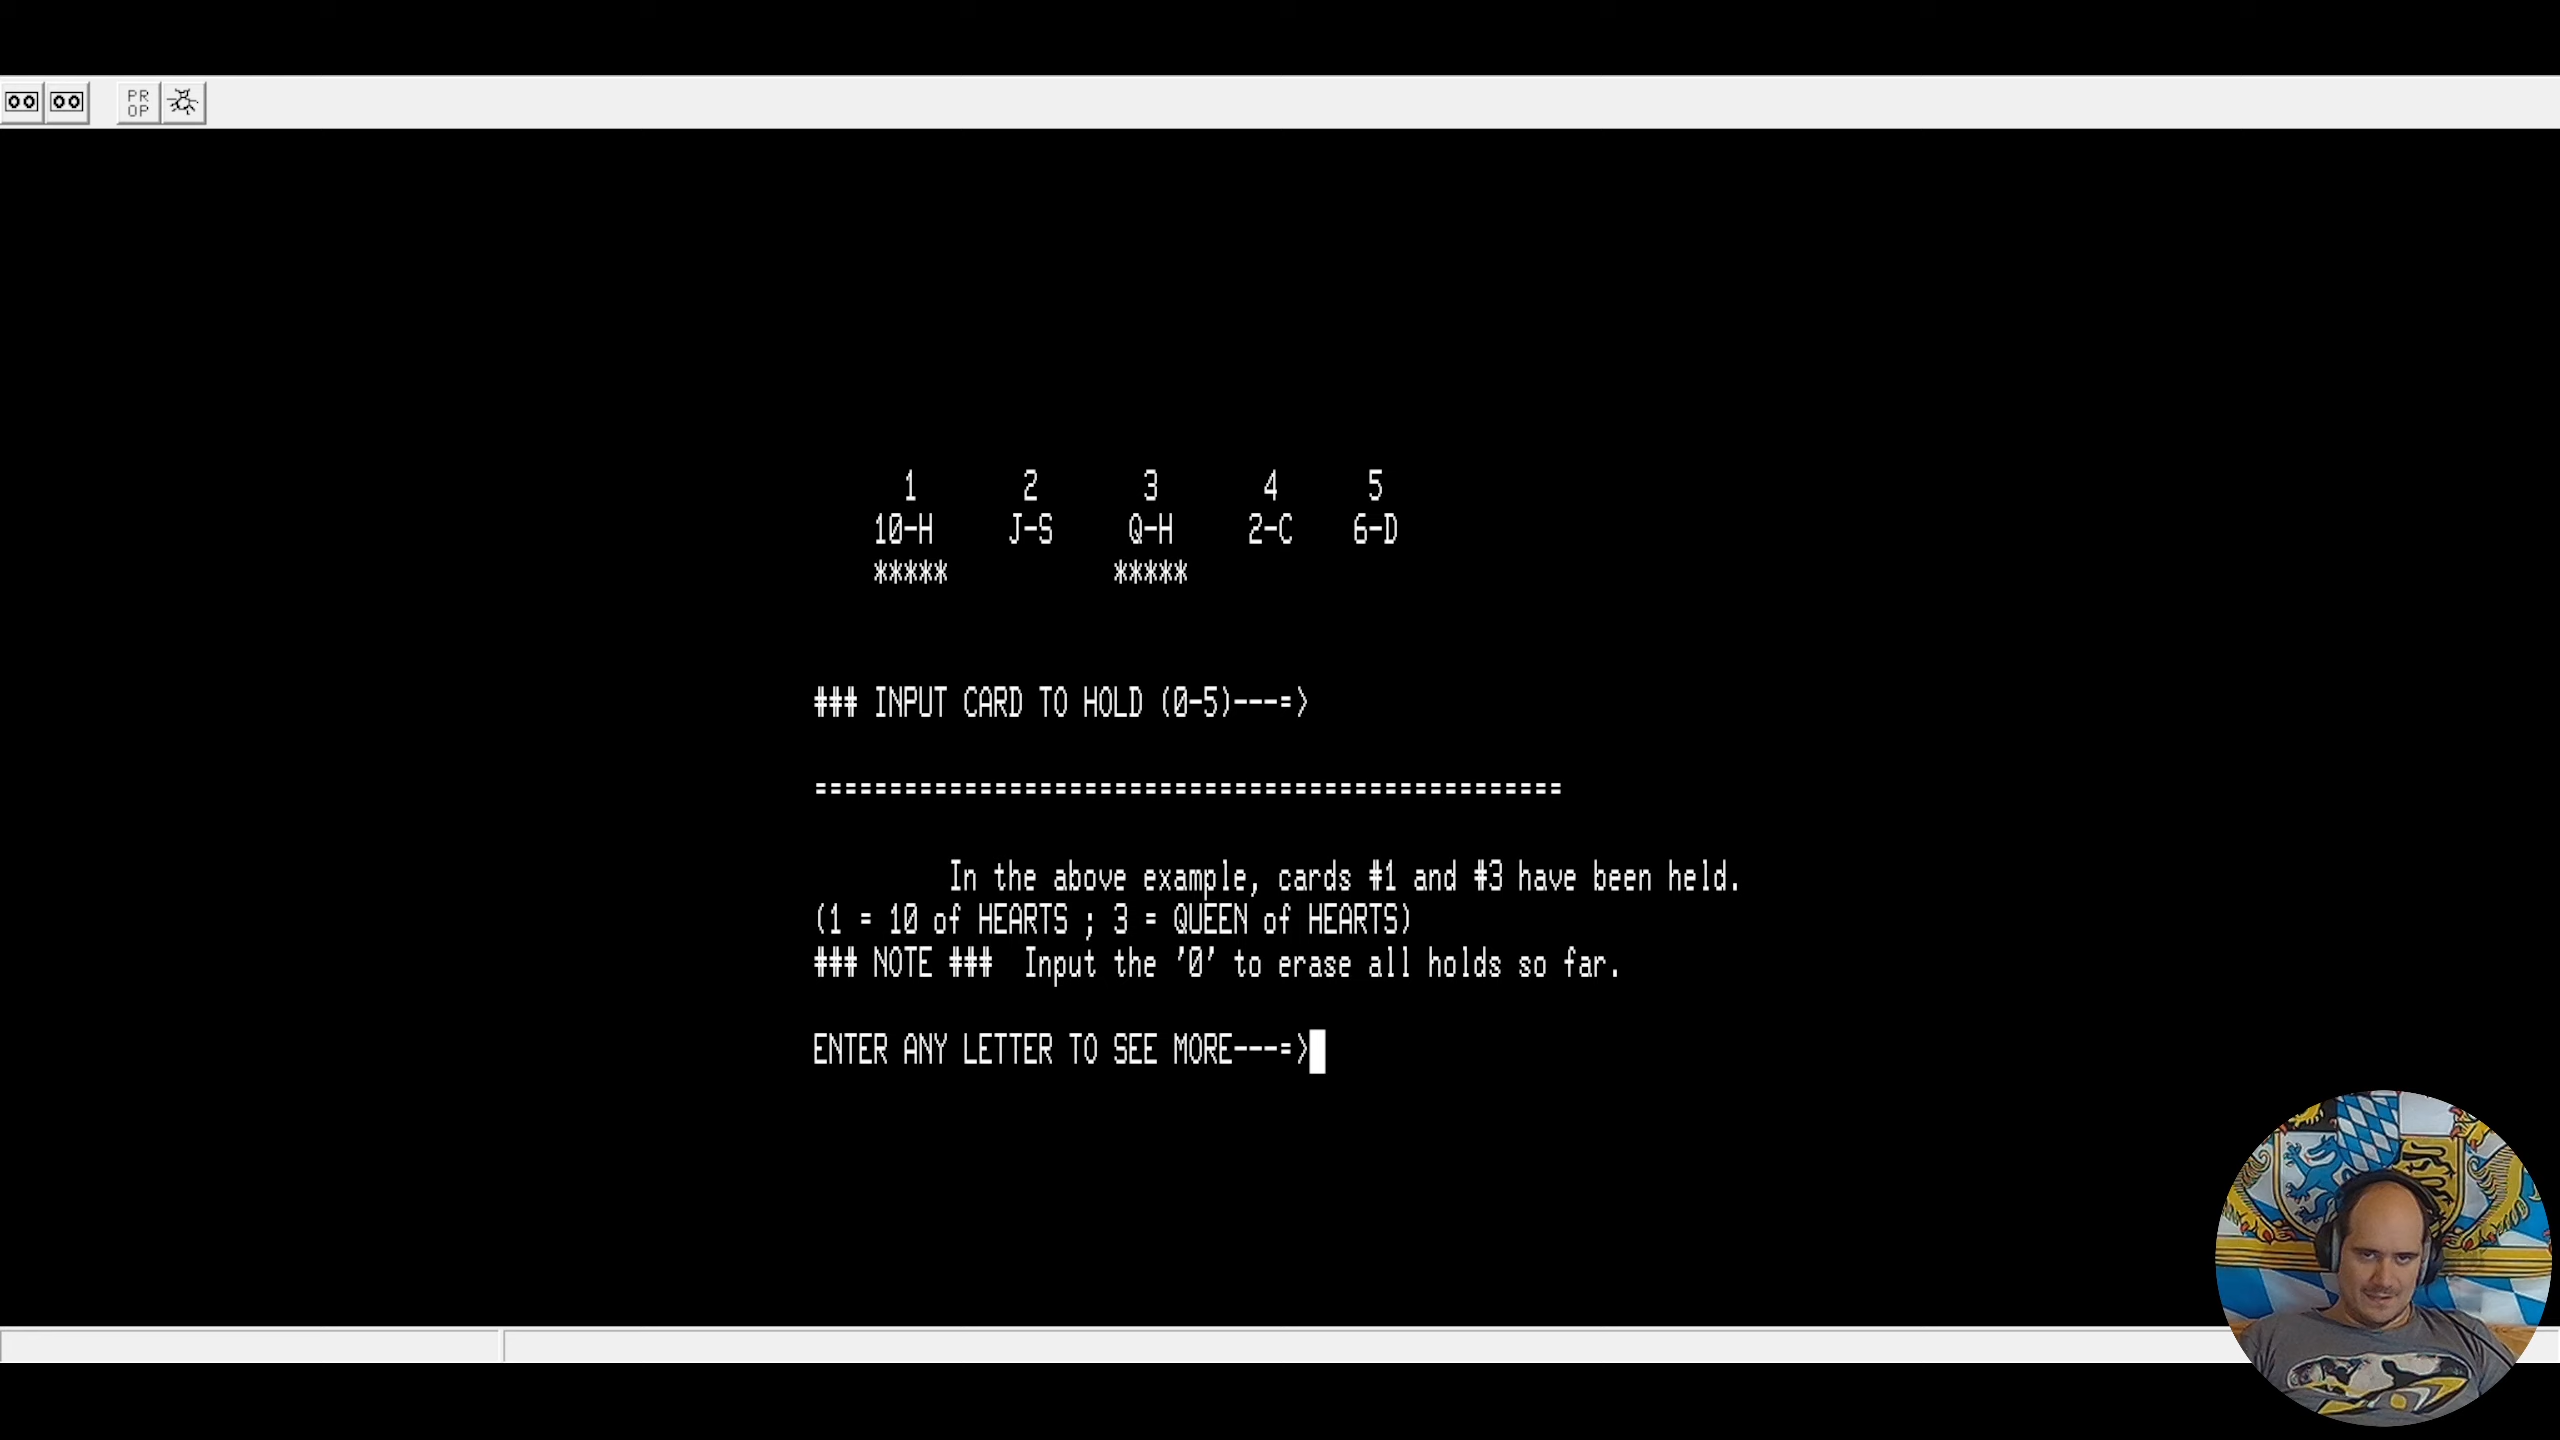 PR
OP
1 2 3 4 5
10-H J-S Q-H 2-C 6-D
***** *****
### INPUT CARD TO HOLD (0-5)---=>
==================================================
In the above example, cards #1 and #3 have been held.
(1 = 10 of HEARTS ; 3 = QUEEN of HEARTS)
### NOTE ### Input the '0' to erase all holds so far.
ENTER ANY LETTER TO SEE MORE---=>